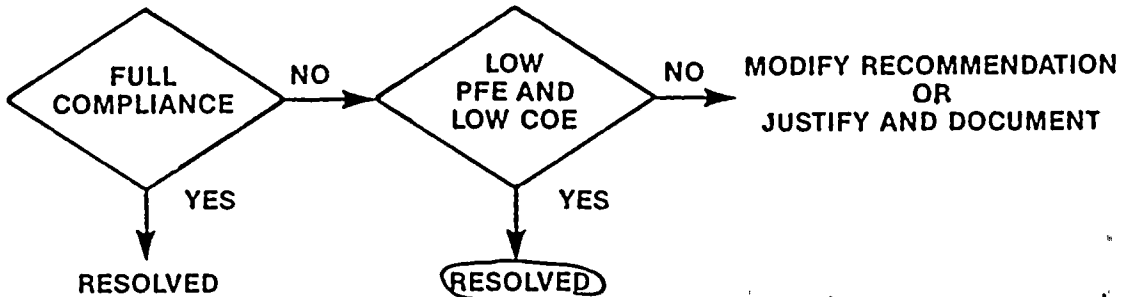 FULL
COMPLIANCE
NO
LOW
PFE AND
LOW COE
NO
MODIFY RECOMMENDATION
OR
JUSTIFY AND DOCUMENT
YES
YES
RESOLVED
RESOLVED